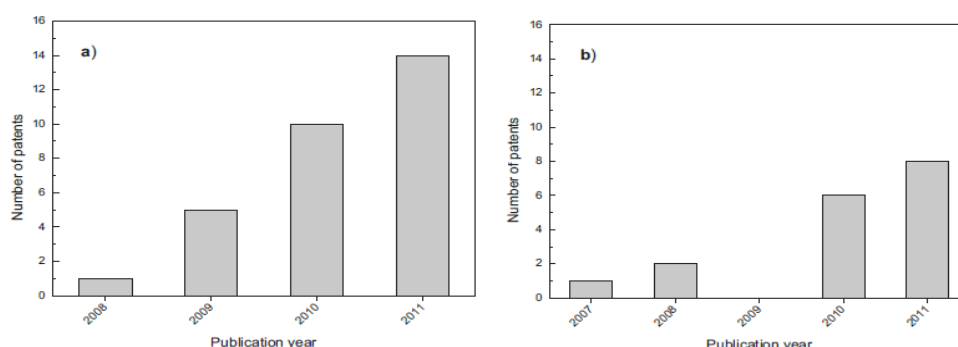 a)
Number of patents
16
14
12
10
8
6
4
2
0
2008 2009 2010 2011
Publication year
b)
Number of patents
16
14
12
10
8
6
4
2
0
2007 2008 2009 2010 2011
Publication year